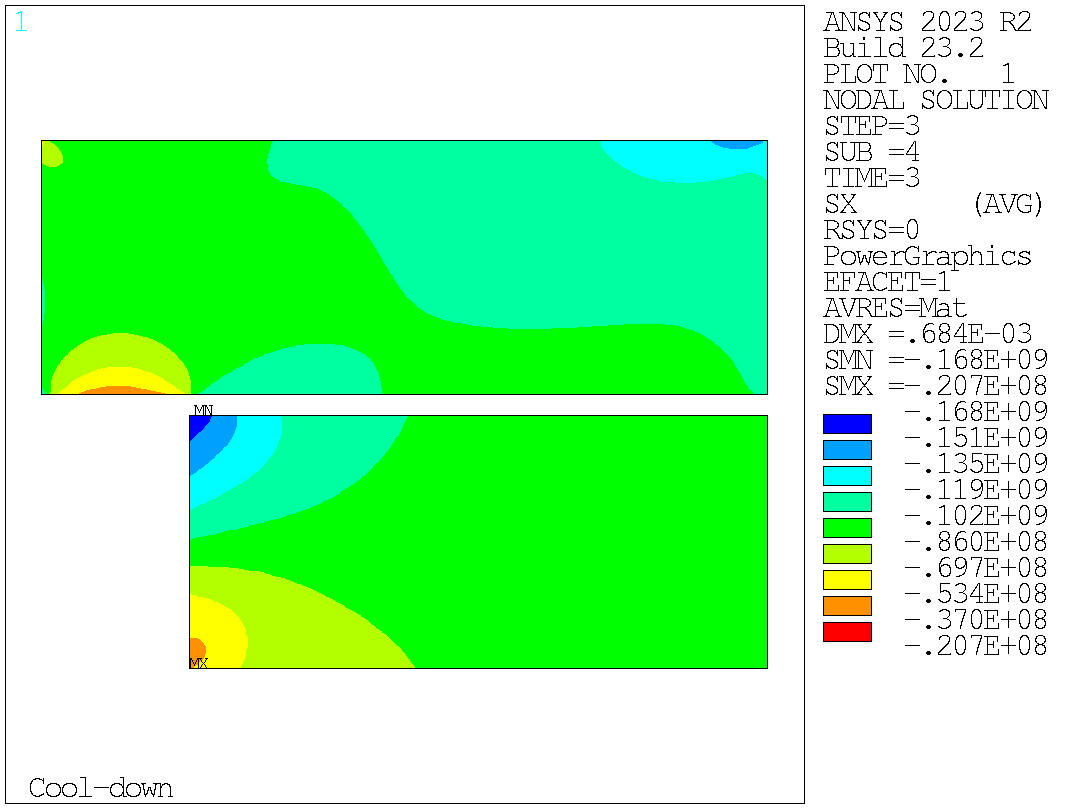 1
ANSYS 2023 R2
Build 23.2
PLOT NO.   1
NODAL SOLUTION
STEP=3
SUB =4
TIME=3
SX       (AVG)
RSYS=0
PowerGraphics
EFACET=1
AVRES=Mat
DMX =.684E-03
SMN =-.168E+09
SMX =-.207E+08
MN
MX
-.168E+09
-.151E+09
-.135E+09
-.119E+09
-.102E+09
-.860E+08
-.697E+08
-.534E+08
-.370E+08
-.207E+08
Cool-down